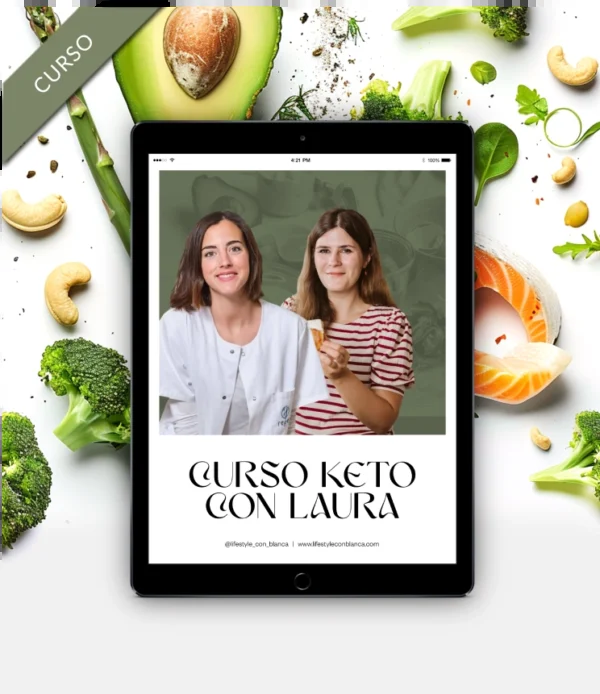 CURSO
4:21 PM
100%
CURSO KETO
CON LAURA
@lifestyle_con_blanca | www.lifestyleconblanca.com